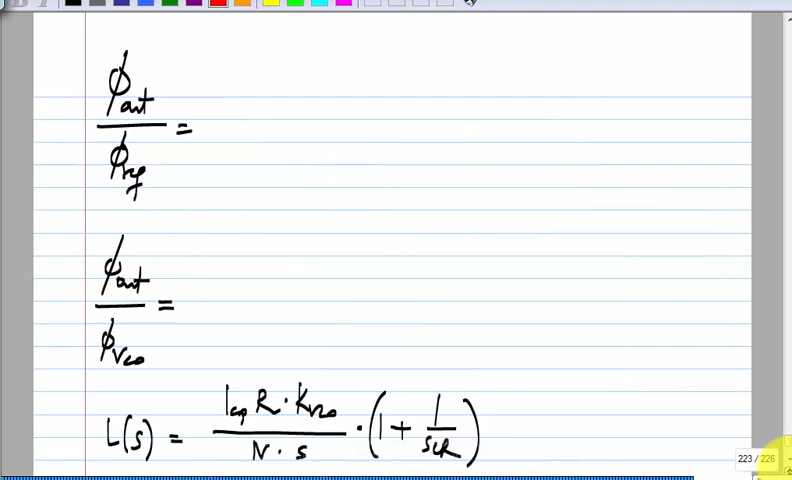 ϕout / ϕref =
ϕout / ϕvco =
L(s) = Icp R · Kvco / N · s · (1 + 1/sCR)
223 / 226